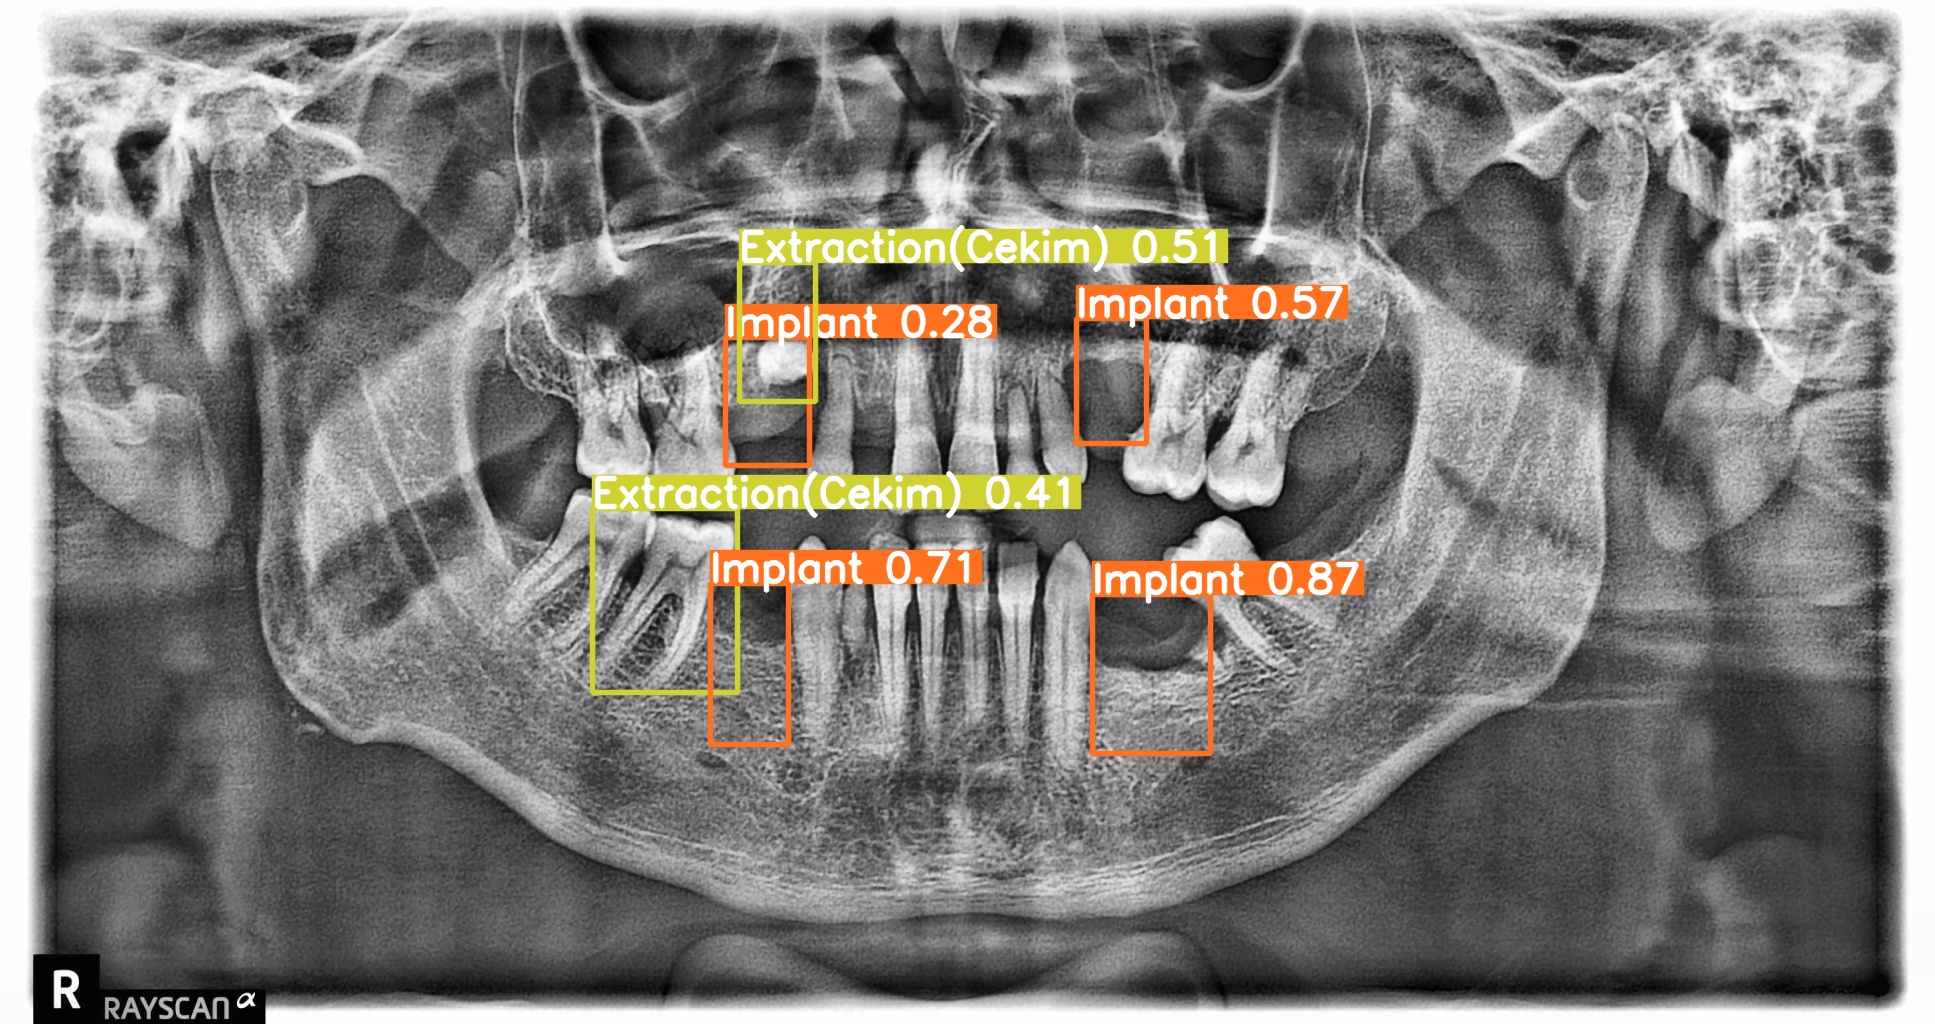 Extraction(Cekim) 0.51
Implant 0.57
Implant 0.28
Extraction(Cekim) 0.41
Implant 0.71
Implant 0.87
R
RAYSCAN α